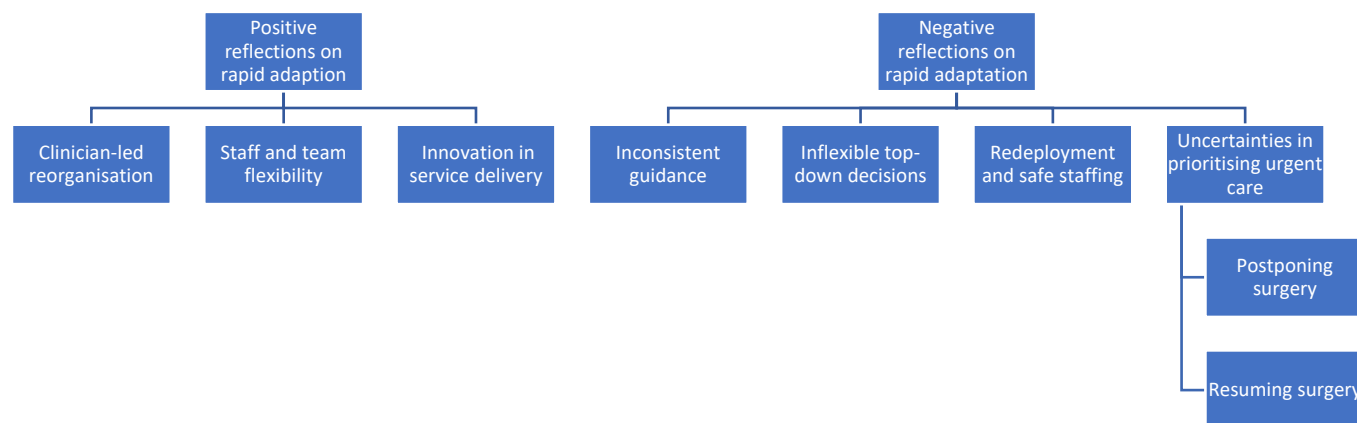 Positive
reflections on
rapid adaption
Negative
reflections on
rapid adaptation
Clinician-led
reorganisation
Staff and team
flexibility
Innovation in
service delivery
Inconsistent
guidance
Inflexible top-
down decisions
Redeployment
and safe staffing
Uncertainties in
prioritising urgent
care
Postponing
surgery
Resuming surgery